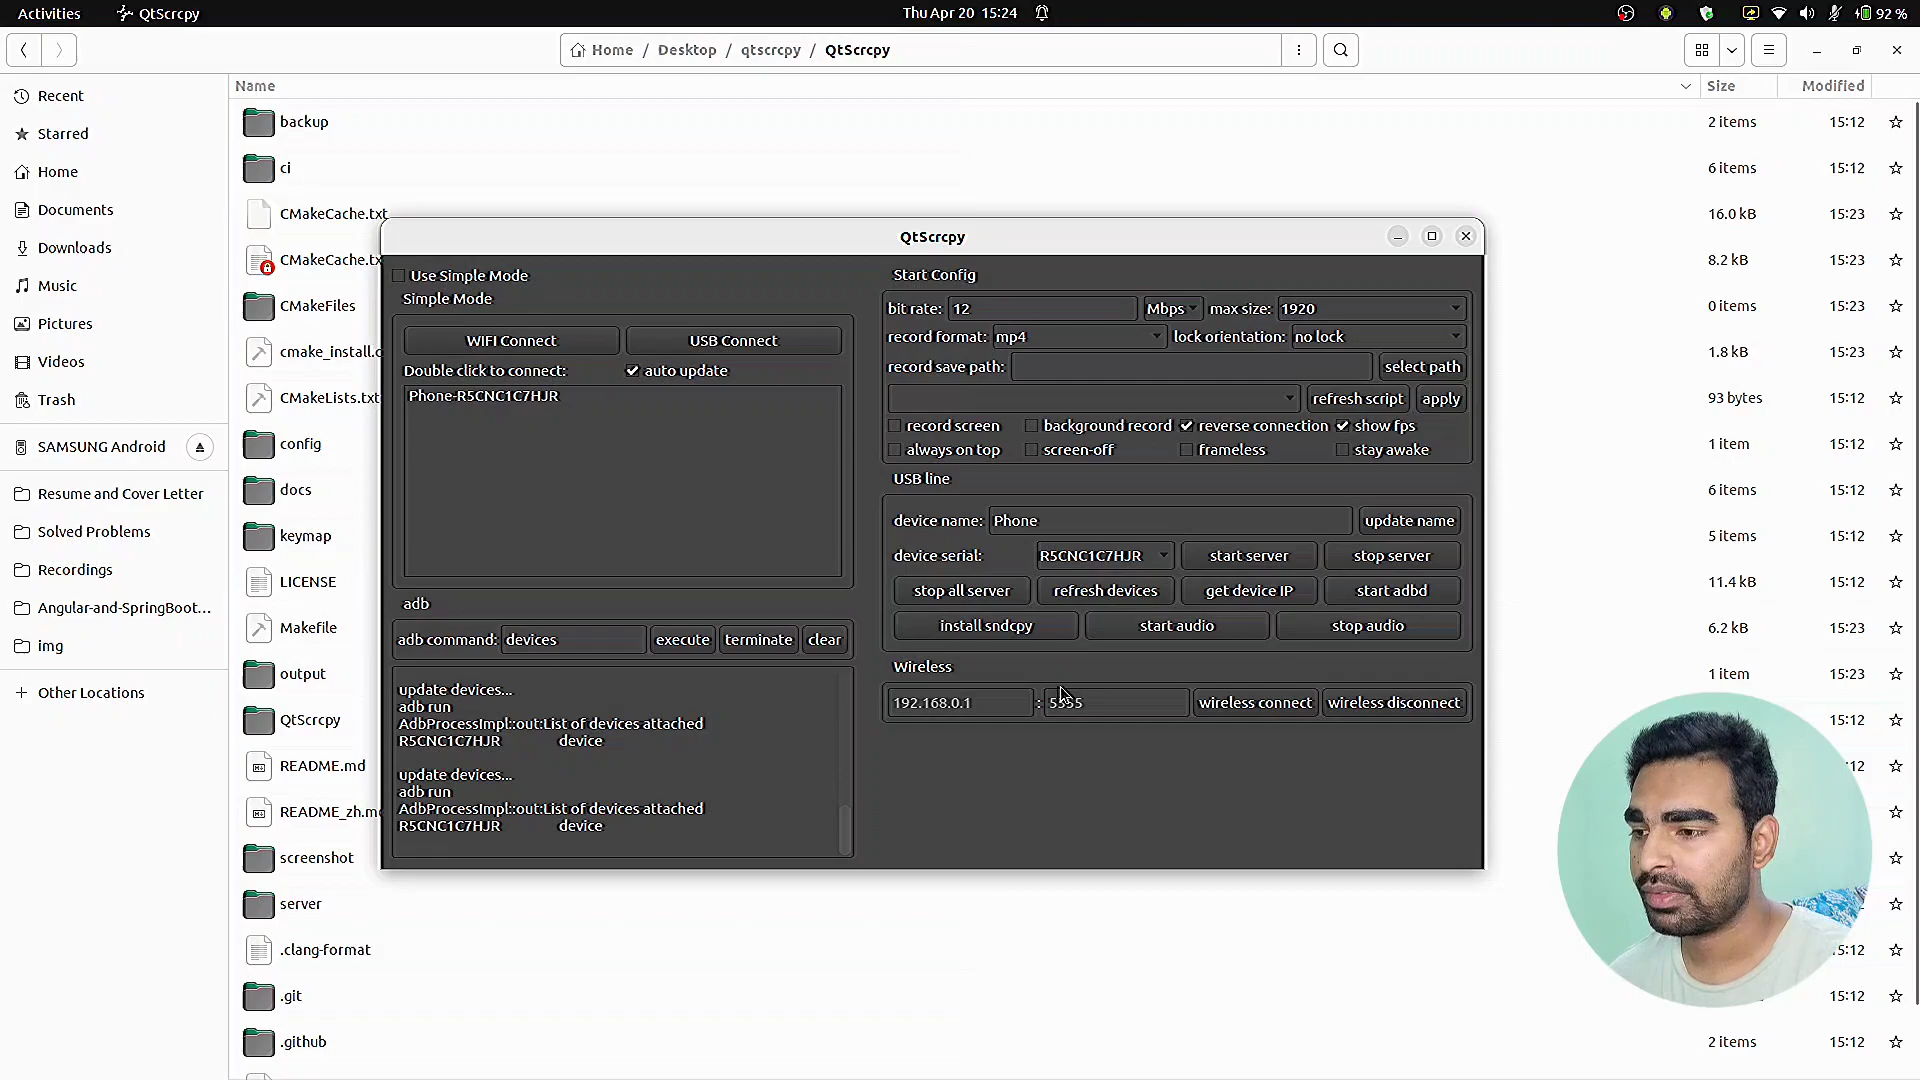 Activities
QtScrcpy
Thu Apr 20 15:24
92 %
Home / Desktop / qtscrcpy / QtScrcpy
Name
Size
Modified
Recent
Starred
Home
Documents
Downloads
Music
Pictures
Videos
Trash
SAMSUNG Android
Resume and Cover Letter
Solved Problems
Recordings
Angular-and-SpringBoot...
img
+ Other Locations
backup 2 items 15:12
ci 6 items 15:12
CMakeCache.txt 16.0 kB 15:23
CMakeCache.tx 8.2 kB 15:23
CMakeFiles 0 items 15:23
cmake_install.c 1.8 kB 15:23
CMakeLists.txt 93 bytes 15:12
config 1 item 15:12
docs 6 items 15:12
keymap 5 items 15:12
LICENSE 11.4 kB 15:12
Makefile 6.2 kB 15:23
output 1 item 15:12
QtScrcpy 15:12
README.md :12
README_zh.m
screenshot
server
.clang-format 5:12
.git 15:12
.github 2 items 15:12
QtScrcpy
Use Simple Mode
Simple Mode
WIFI Connect
USB Connect
Double click to connect:
auto update
Phone-R5CNC1C7HJR
adb
adb command: devices execute terminate clear
update devices...
adb run
AdbProcessImpl::out:List of devices attached
R5CNC1C7HJR device
update devices...
adb run
AdbProcessImpl::out:List of devices attached
R5CNC1C7HJR device
Start Config
bit rate: 12 Mbps max size: 1920
record format: mp4 lock orientation: no lock
record save path: select path
refresh script apply
record screen background record reverse connection show fps
always on top screen-off frameless stay awake
USB line
device name: Phone update name
device serial: R5CNC1C7HJR start server stop server
stop all server refresh devices get device IP start adbd
install sndcpy start audio stop audio
Wireless
192.168.0.1 : 5555 wireless connect wireless disconnect